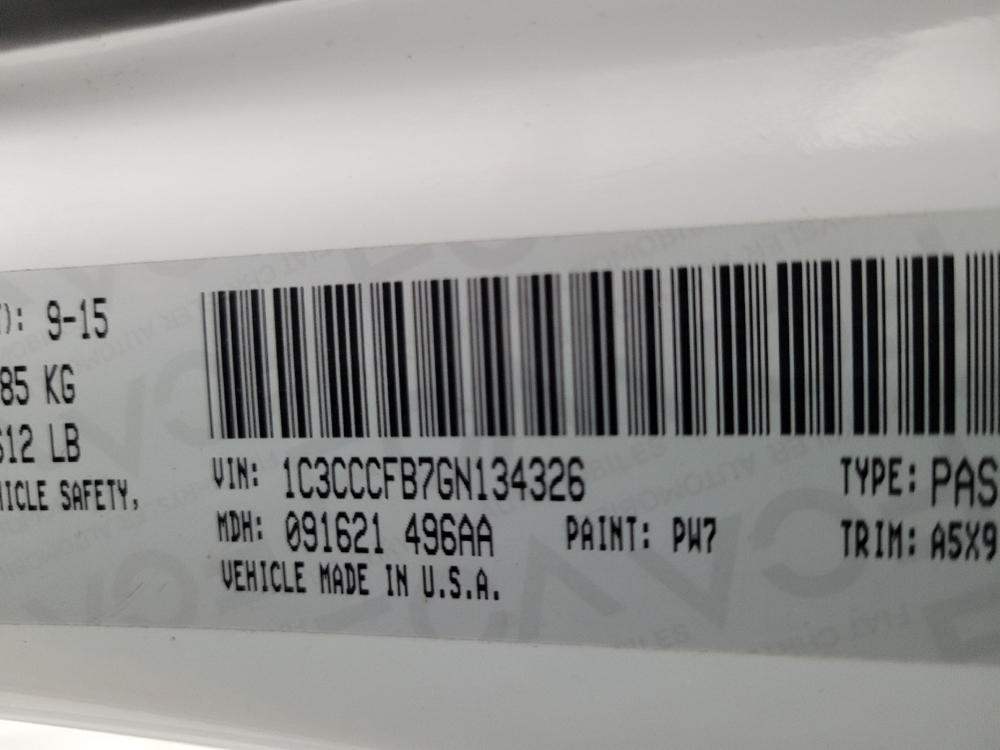 9-15
85 KG
612 LB
SAFETY,
VIN: 1C3CCCFB7GN134326
TYPE: PAS
MDH: 091621 496AA
PAINT: PW7
TRIM: A5X9
VEHICLE MADE IN U.S.A.